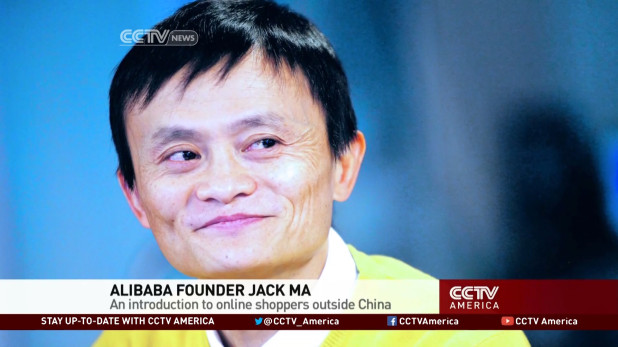 CCTV NEWS
ALIBABA FOUNDER JACK MA
An introduction to online shoppers outside China
CCTV
AMERICA
STAY UP-TO-DATE WITH CCTV AMERICA @CCTV_America CCTVAmerica CCTV America